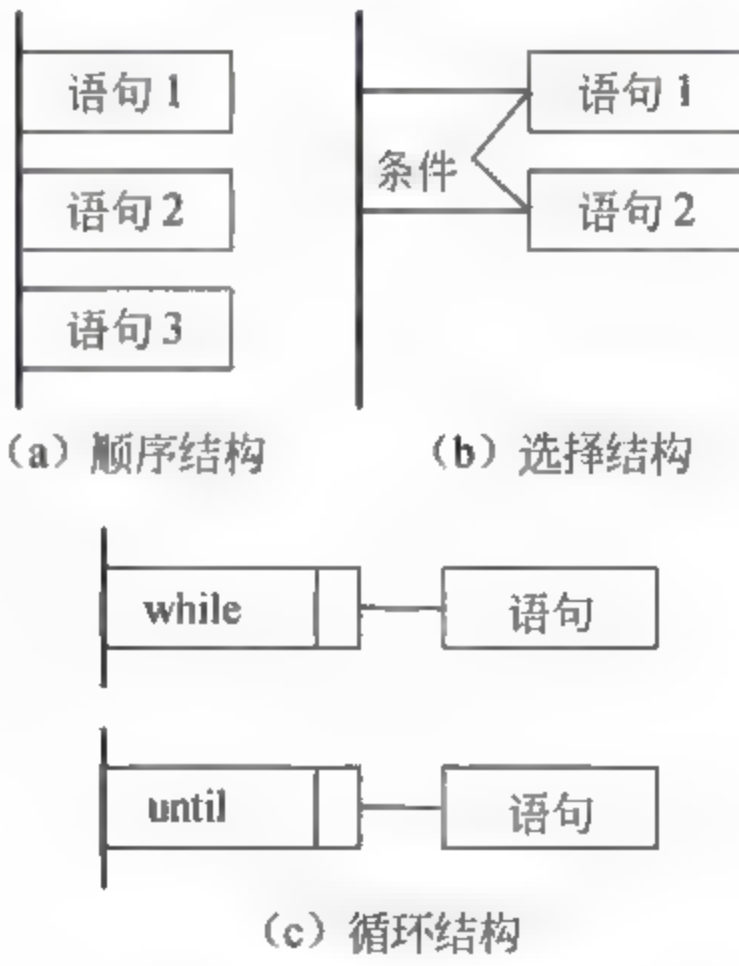 语句1
语句2
语句3
(a) 顺序结构
条件
语句1
语句2
(b) 选择结构
while
语句
until
语句
(c) 循环结构